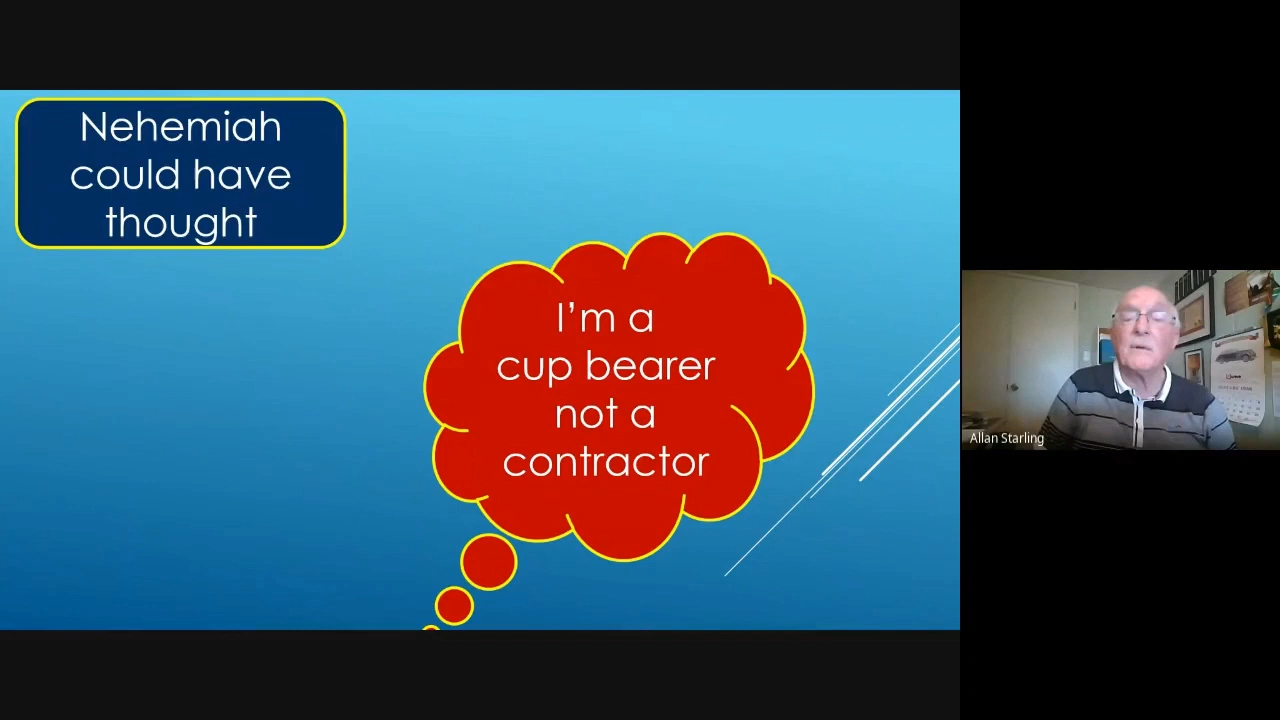 Nehemiah
could have
thought
I'm a
cup bearer
not a
contractor
Allan Starling